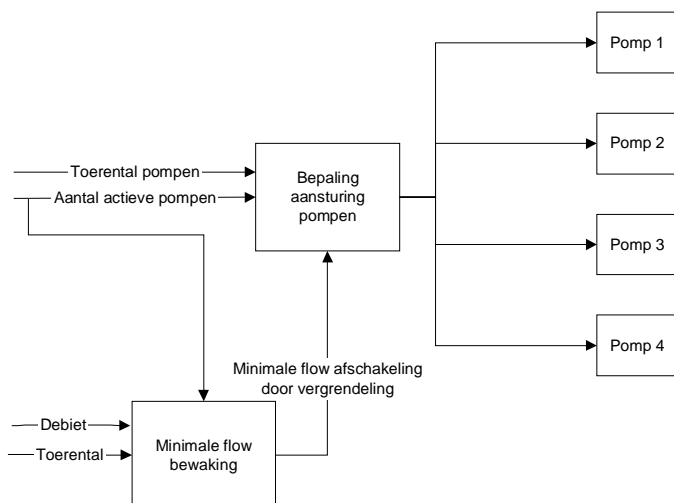 Pomp 1
Pomp 2
Toerental pompen
Aantal actieve pompen
Bepaling
aansturing
pompen
Pomp 3
Pomp 4
Minimale flow afschakeling
door vergrendeling
Debiet
Toerental
Minimale flow
bewaking